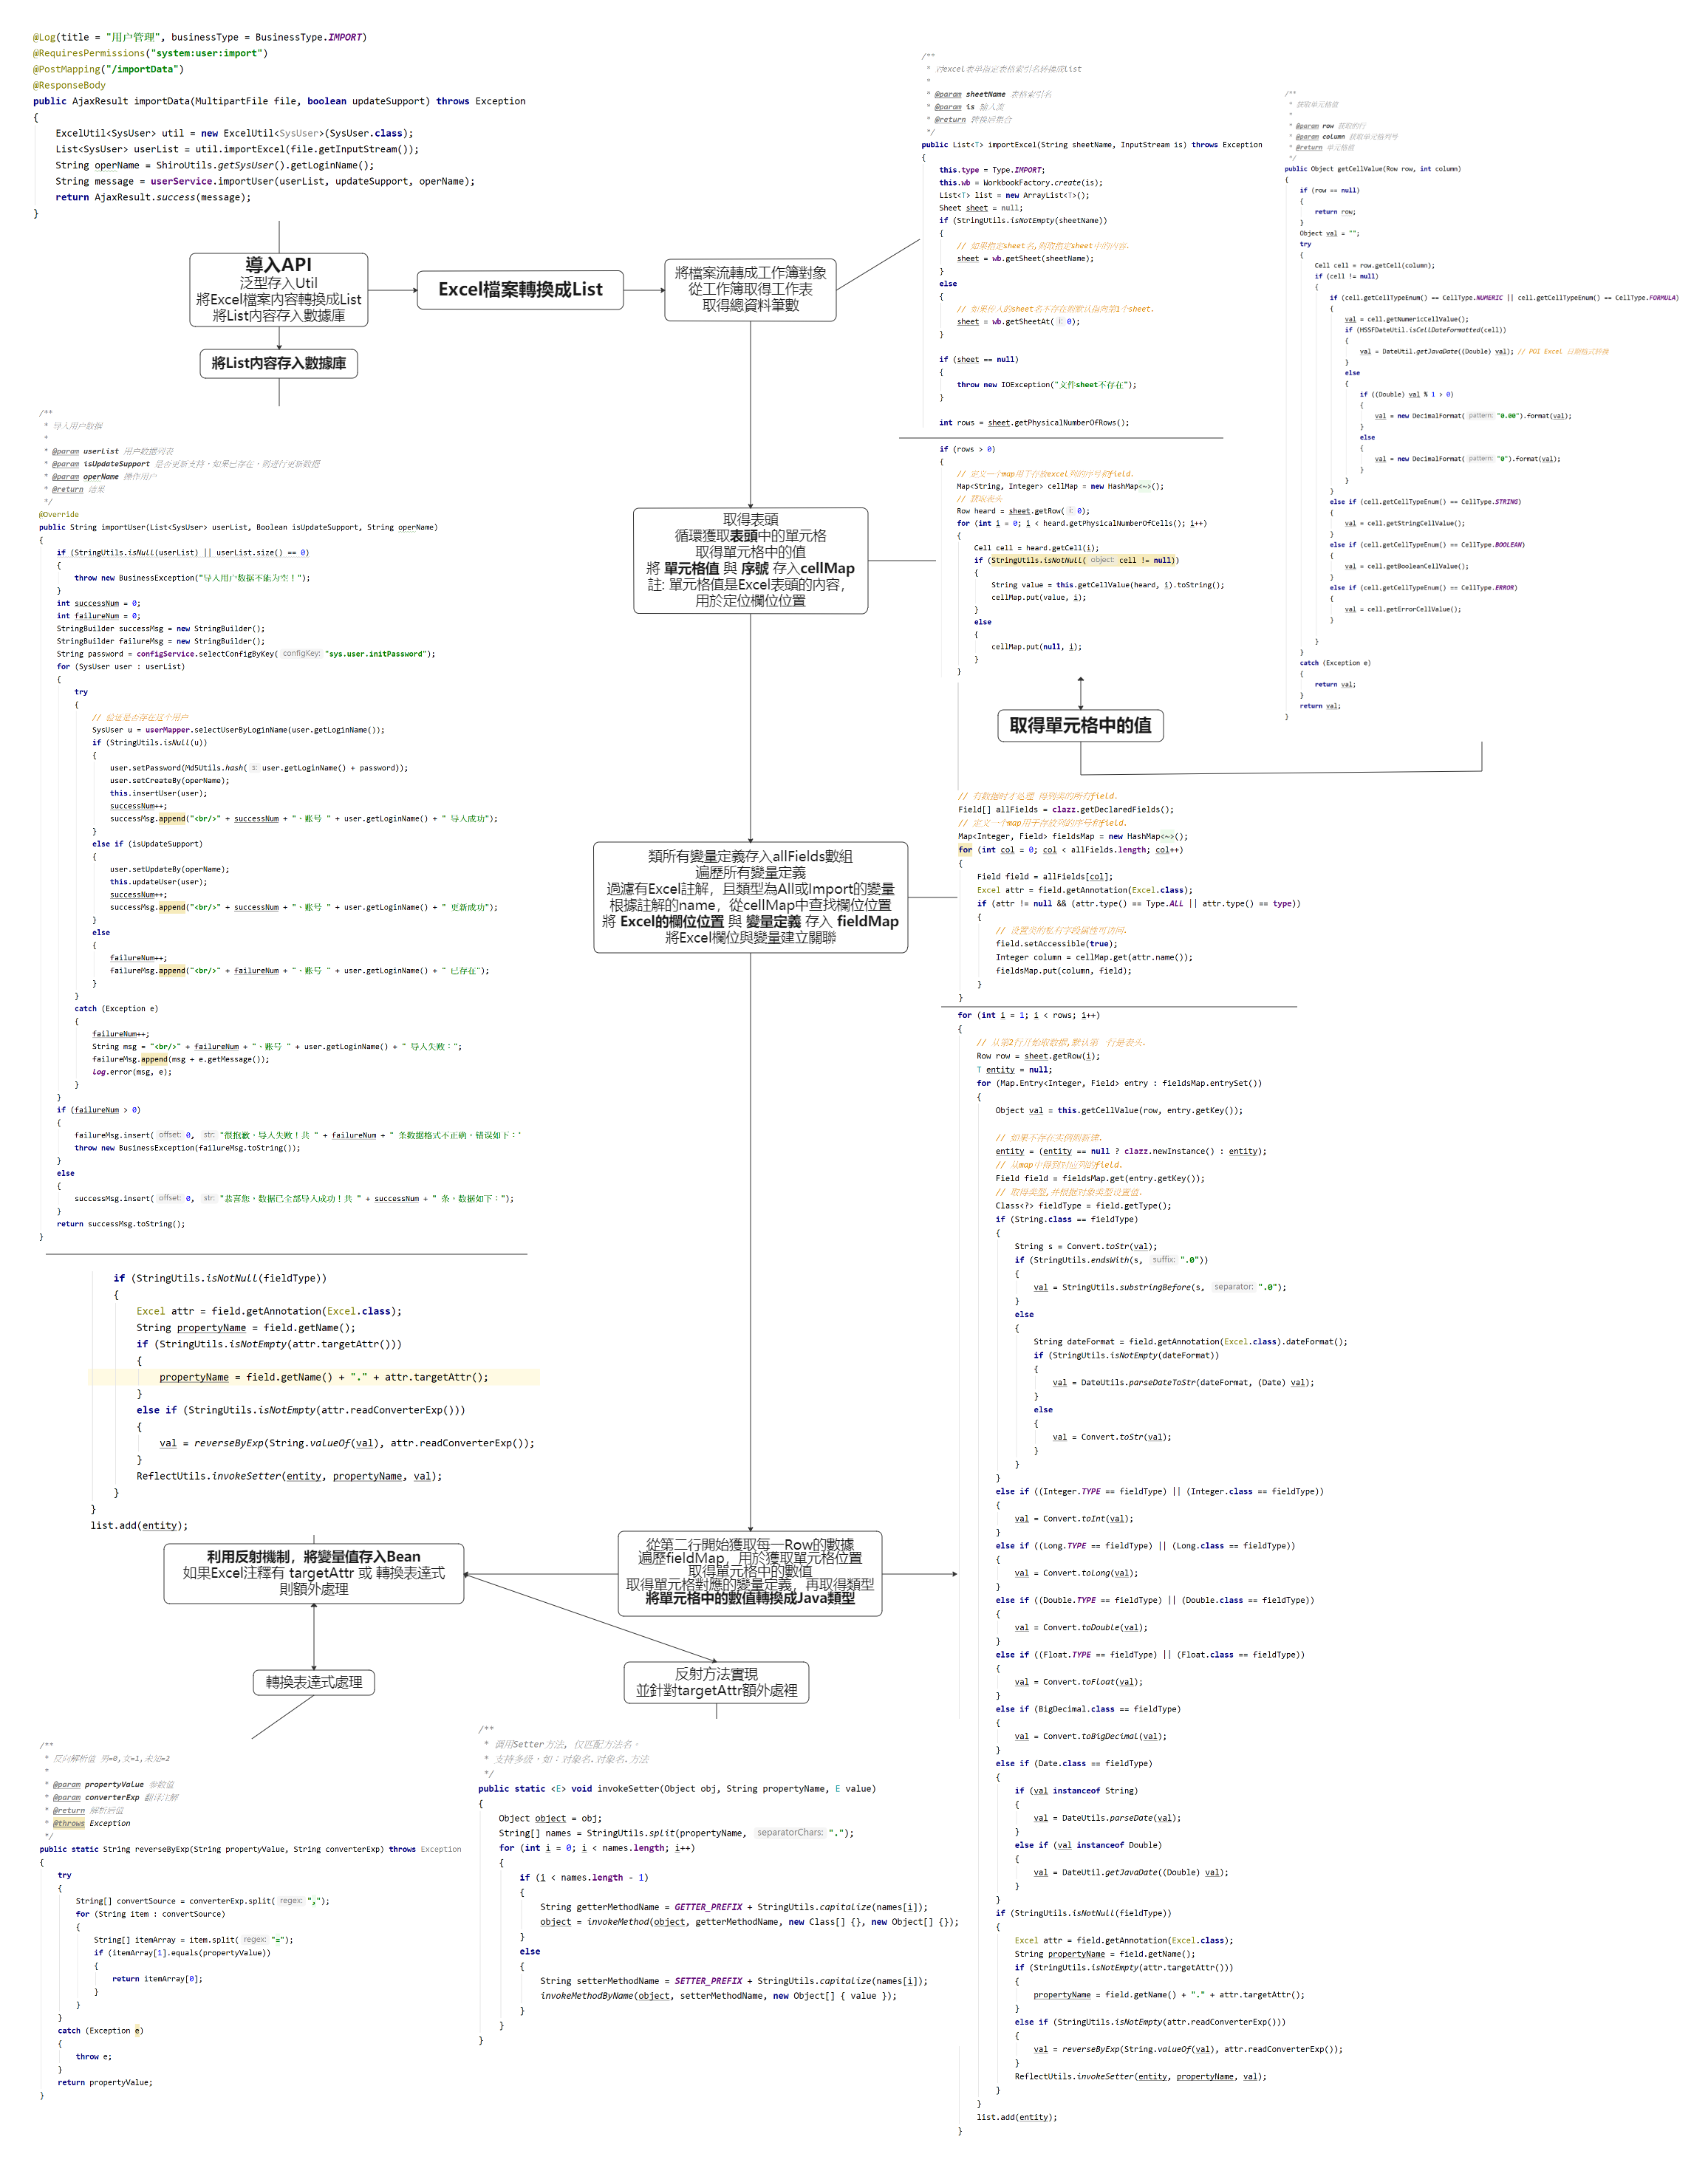 @Log(title = "用户管理", businessType = BusinessType.IMPORT)
@RequiresPermissions("system:user:import")
@PostMapping("/importData")
@ResponseBody
public AjaxResult importData(MultipartFile file, boolean updateSupport) throws Exception
{
ExcelUtil<SysUser> util = new ExcelUtil<SysUser>(SysUser.class);
List<SysUser> userList = util.importExcel(file.getInputStream());
String operName = ShiroUtils.getSysUser().getLoginName();
String message = userService.importUser(userList, updateSupport, operName);
return AjaxResult.success(message);
}
導入API
泛型存入Util
將Excel檔案內容轉換成List
將List內容存入數據庫
Excel檔案轉換成List
將檔案流轉成工作簿對象
從工作簿取得工作表
取得總資料筆數
將List內容存入數據庫
/**
* 导入用户数据
*
* @param userList 用户数据列表
* @param isUpdateSupport 是否更新支持，如果已存在，则进行更新数据
* @param operName 操作用户
* @return 结果
*/
@Override
public String importUser(List<SysUser> userList, Boolean isUpdateSupport, String operName)
{
if (StringUtils.isNull(userList) || userList.size() == 0)
{
throw new BusinessException("导入用户数据不能为空！");
}
int successNum = 0;
int failureNum = 0;
StringBuilder successMsg = new StringBuilder();
StringBuilder failureMsg = new StringBuilder();
String password = configService.selectConfigByKey( configKey: "sys.user.initPassword");
for (SysUser user : userList)
{
try
{
// 验证是否存在这个用户
SysUser u = userMapper.selectUserByLoginName(user.getLoginName());
if (StringUtils.isNull(u))
{
user.setPassword(Md5Utils.hash( s: user.getLoginName() + password));
user.setCreateBy(operName);
this.insertUser(user);
successNum++;
successMsg.append("<br/>" + successNum + "、账号 " + user.getLoginName() + " 导入成功");
}
else if (isUpdateSupport)
{
user.setUpdateBy(operName);
this.updateUser(user);
successNum++;
successMsg.append("<br/>" + successNum + "、账号 " + user.getLoginName() + " 更新成功");
}
else
{
failureNum++;
failureMsg.append("<br/>" + failureNum + "、账号 " + user.getLoginName() + " 已存在");
}
}
catch (Exception e)
{
failureNum++;
String msg = "<br/>" + failureNum + "、账号 " + user.getLoginName() + " 导入失败：";
failureMsg.append(msg + e.getMessage());
log.error(msg, e);
}
}
if (failureNum > 0)
{
failureMsg.insert( offset: 0, str: "很抱歉，导入失败！共 " + failureNum + " 条数据格式不正确，错误如下："
throw new BusinessException(failureMsg.toString());
}
else
{
successMsg.insert( offset: 0, str: "恭喜您，数据已全部导入成功！共 " + successNum + " 条，数据如下：");
}
return successMsg.toString();
}
/**
* 对excel表单指定表格索引名转换成list
*
* @param sheetName 表格索引名
* @param is 输入流
* @return 转换后集合
*/
public List<T> importExcel(String sheetName, InputStream is) throws Exception
{
this.type = Type.IMPORT;
this.wb = WorkbookFactory.create(is);
List<T> list = new ArrayList<T>();
Sheet sheet = null;
if (StringUtils.isNotEmpty(sheetName))
{
// 如果指定sheet名,则取指定sheet中的内容.
sheet = wb.getSheet(sheetName);
}
else
{
// 如果传入的sheet名不存在则默认指向第1个sheet.
sheet = wb.getSheetAt( i: 0);
}
if (sheet == null)
{
throw new IOException("文件sheet不存在");
}
int rows = sheet.getPhysicalNumberOfRows();
/**
* 获取单元格值
*
* @param row 获取的行
* @param column 获取单元格列号
* @return 单元格值
*/
public Object getCellValue(Row row, int column)
{
if (row == null)
{
return row;
}
Object val = "";
try
{
Cell cell = row.getCell(column);
if (cell != null)
{
if (cell.getCellTypeEnum() == CellType.NUMERIC || cell.getCellTypeEnum() == CellType.FORMULA)
{
val = cell.getNumericCellValue();
if (HSSFDateUtil.isCellDateFormatted(cell))
{
val = DateUtil.getJavaDate((Double) val); // POI Excel 日期格式转换
}
else
{
if ((Double) val % 1 > 0)
{
val = new DecimalFormat( pattern: "0.00").format(val);
}
else
{
val = new DecimalFormat( pattern: "0").format(val);
}
}
}
else if (cell.getCellTypeEnum() == CellType.STRING)
{
val = cell.getStringCellValue();
}
else if (cell.getCellTypeEnum() == CellType.BOOLEAN)
{
val = cell.getBooleanCellValue();
}
else if (cell.getCellTypeEnum() == CellType.ERROR)
{
val = cell.getErrorCellValue();
}
}
}
catch (Exception e)
{
return val;
}
return val;
}
取得表頭
循環獲取表頭中的單元格
取得單元格中的值
將 單元格值 與 序號 存入cellMap
註: 單元格值是Excel表頭的內容，
用於定位欄位位置
if (rows > 0)
{
// 定义一个map用于存放excel列的序号和field.
Map<String, Integer> cellMap = new HashMap<~>();
// 获取表头
Row heard = sheet.getRow( i: 0);
for (int i = 0; i < heard.getPhysicalNumberOfCells(); i++)
{
Cell cell = heard.getCell(i);
if (StringUtils.isNotNull( object: cell != null))
{
String value = this.getCellValue(heard, i).toString();
cellMap.put(value, i);
}
else
{
cellMap.put(null, i);
}
}
取得單元格中的值
類所有變量定義存入allFields數組
遍歷所有變量定義
過濾有Excel註解，且類型為All或Import的變量
根據註解的name，從cellMap中查找欄位位置
將 Excel的欄位位置 與 變量定義 存入 fieldMap
將Excel欄位與變量建立關聯
// 有数据时才处理 得到类的所有field.
Field[] allFields = clazz.getDeclaredFields();
// 定义一个map用于存放列的序号和field.
Map<Integer, Field> fieldsMap = new HashMap<~>();
for (int col = 0; col < allFields.length; col++)
{
Field field = allFields[col];
Excel attr = field.getAnnotation(Excel.class);
if (attr != null && (attr.type() == Type.ALL || attr.type() == type))
{
// 设置类的私有字段属性可访问.
field.setAccessible(true);
Integer column = cellMap.get(attr.name());
fieldsMap.put(column, field);
}
}
for (int i = 1; i < rows; i++)
{
// 从第2行开始取数据,默认第一行是表头.
Row row = sheet.getRow(i);
T entity = null;
for (Map.Entry<Integer, Field> entry : fieldsMap.entrySet())
{
Object val = this.getCellValue(row, entry.getKey());
// 如果不存在实例则新建.
entity = (entity == null ? clazz.newInstance() : entity);
// 从map中得到对应列的field.
Field field = fieldsMap.get(entry.getKey());
// 取得类型,并根据对象类型设置值.
Class<?> fieldType = field.getType();
if (String.class == fieldType)
{
String s = Convert.toStr(val);
if (StringUtils.endsWith(s, suffix: ".0"))
{
val = StringUtils.substringBefore(s, separator: ".0");
}
else
{
String dateFormat = field.getAnnotation(Excel.class).dateFormat();
if (StringUtils.isNotEmpty(dateFormat))
{
val = DateUtils.parseDateToStr(dateFormat, (Date) val);
}
else
{
val = Convert.toStr(val);
}
}
}
else if ((Integer.TYPE == fieldType) || (Integer.class == fieldType))
{
val = Convert.toInt(val);
}
else if ((Long.TYPE == fieldType) || (Long.class == fieldType))
{
val = Convert.toLong(val);
}
else if ((Double.TYPE == fieldType) || (Double.class == fieldType))
{
val = Convert.toDouble(val);
}
else if ((Float.TYPE == fieldType) || (Float.class == fieldType))
{
val = Convert.toFloat(val);
}
else if (BigDecimal.class == fieldType)
{
val = Convert.toBigDecimal(val);
}
else if (Date.class == fieldType)
{
if (val instanceof String)
{
val = DateUtils.parseDate(val);
}
else if (val instanceof Double)
{
val = DateUtil.getJavaDate((Double) val);
}
}
if (StringUtils.isNotNull(fieldType))
{
Excel attr = field.getAnnotation(Excel.class);
String propertyName = field.getName();
if (StringUtils.isNotEmpty(attr.targetAttr()))
{
propertyName = field.getName() + "." + attr.targetAttr();
}
else if (StringUtils.isNotEmpty(attr.readConverterExp()))
{
val = reverseByExp(String.valueOf(val), attr.readConverterExp());
}
ReflectUtils.invokeSetter(entity, propertyName, val);
}
}
list.add(entity);
}
if (StringUtils.isNotNull(fieldType))
{
Excel attr = field.getAnnotation(Excel.class);
String propertyName = field.getName();
if (StringUtils.isNotEmpty(attr.targetAttr()))
{
propertyName = field.getName() + "." + attr.targetAttr();
}
else if (StringUtils.isNotEmpty(attr.readConverterExp()))
{
val = reverseByExp(String.valueOf(val), attr.readConverterExp());
}
ReflectUtils.invokeSetter(entity, propertyName, val);
}
}
list.add(entity);
利用反射機制，將變量值存入Bean
如果Excel注釋有 targetAttr 或 轉換表達式
則額外處理
從第二行開始獲取每一Row的數據
遍歷fieldMap，用於獲取單元格位置
取得單元格中的數值
取得單元格對應的變量定義，再取得類型
將單元格中的數值轉換成Java類型
轉換表達式處理
反射方法實現
並針對targetAttr額外處裡
/**
* 反向解析值 男=0,女=1,未知=2
*
* @param propertyValue 参数值
* @param converterExp 翻译注解
* @return 解析后值
* @throws Exception
*/
public static String reverseByExp(String propertyValue, String converterExp) throws Exception
{
try
{
String[] convertSource = converterExp.split( regex: ",");
for (String item : convertSource)
{
String[] itemArray = item.split( regex: "=");
if (itemArray[1].equals(propertyValue))
{
return itemArray[0];
}
}
}
catch (Exception e)
{
throw e;
}
return propertyValue;
}
/**
* 调用Setter方法, 仅匹配方法名。
* 支持多级，如：对象名.对象名.方法
*/
public static <E> void invokeSetter(Object obj, String propertyName, E value)
{
Object object = obj;
String[] names = StringUtils.split(propertyName, separatorChars: ".");
for (int i = 0; i < names.length; i++)
{
if (i < names.length - 1)
{
String getterMethodName = GETTER_PREFIX + StringUtils.capitalize(names[i]);
object = invokeMethod(object, getterMethodName, new Class[] {}, new Object[] {});
}
else
{
String setterMethodName = SETTER_PREFIX + StringUtils.capitalize(names[i]);
invokeMethodByName(object, setterMethodName, new Object[] { value });
}
}
}